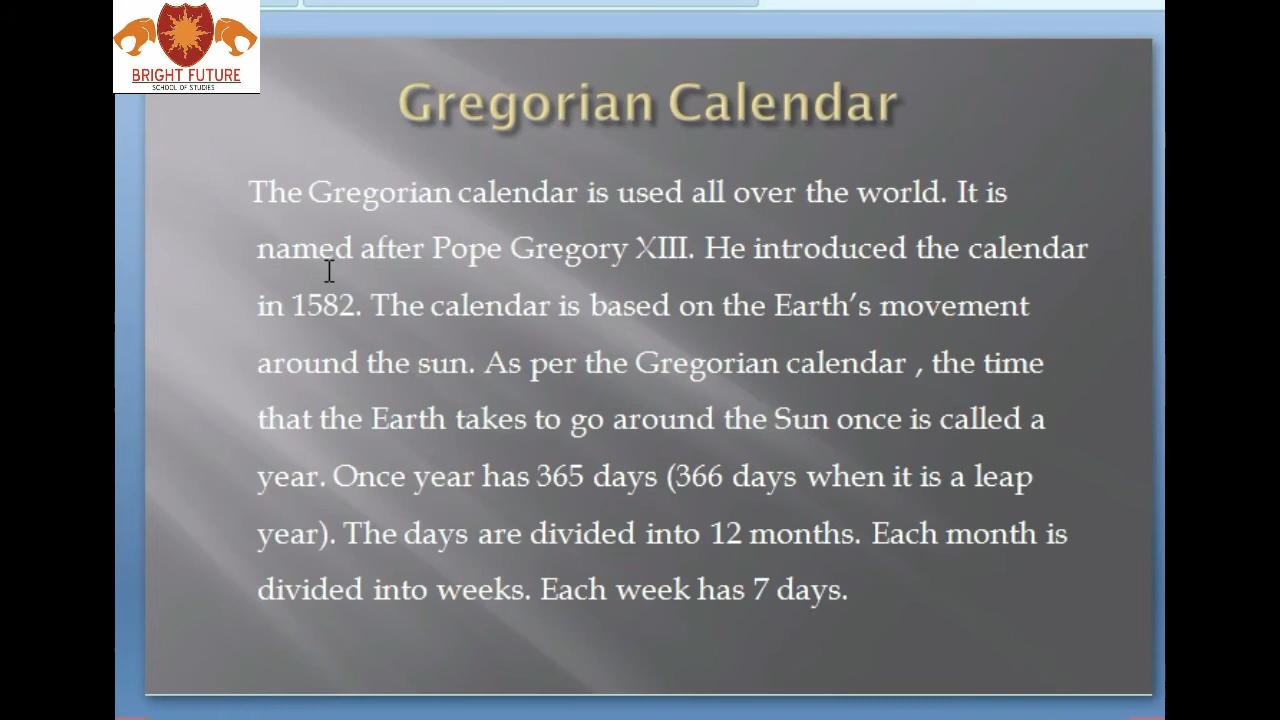 BRIGHT FUTURE
SCHOOL OF STUDIES
Gregorian Calendar
The Gregorian calendar is used all over the world. It is
named after Pope Gregory XIII. He introduced the calendar
in 1582. The calendar is based on the Earth’s movement
around the sun. As per the Gregorian calendar , the time
that the Earth takes to go around the Sun once is called a
year. Once year has 365 days (366 days when it is a leap
year). The days are divided into 12 months. Each month is
divided into weeks. Each week has 7 days.